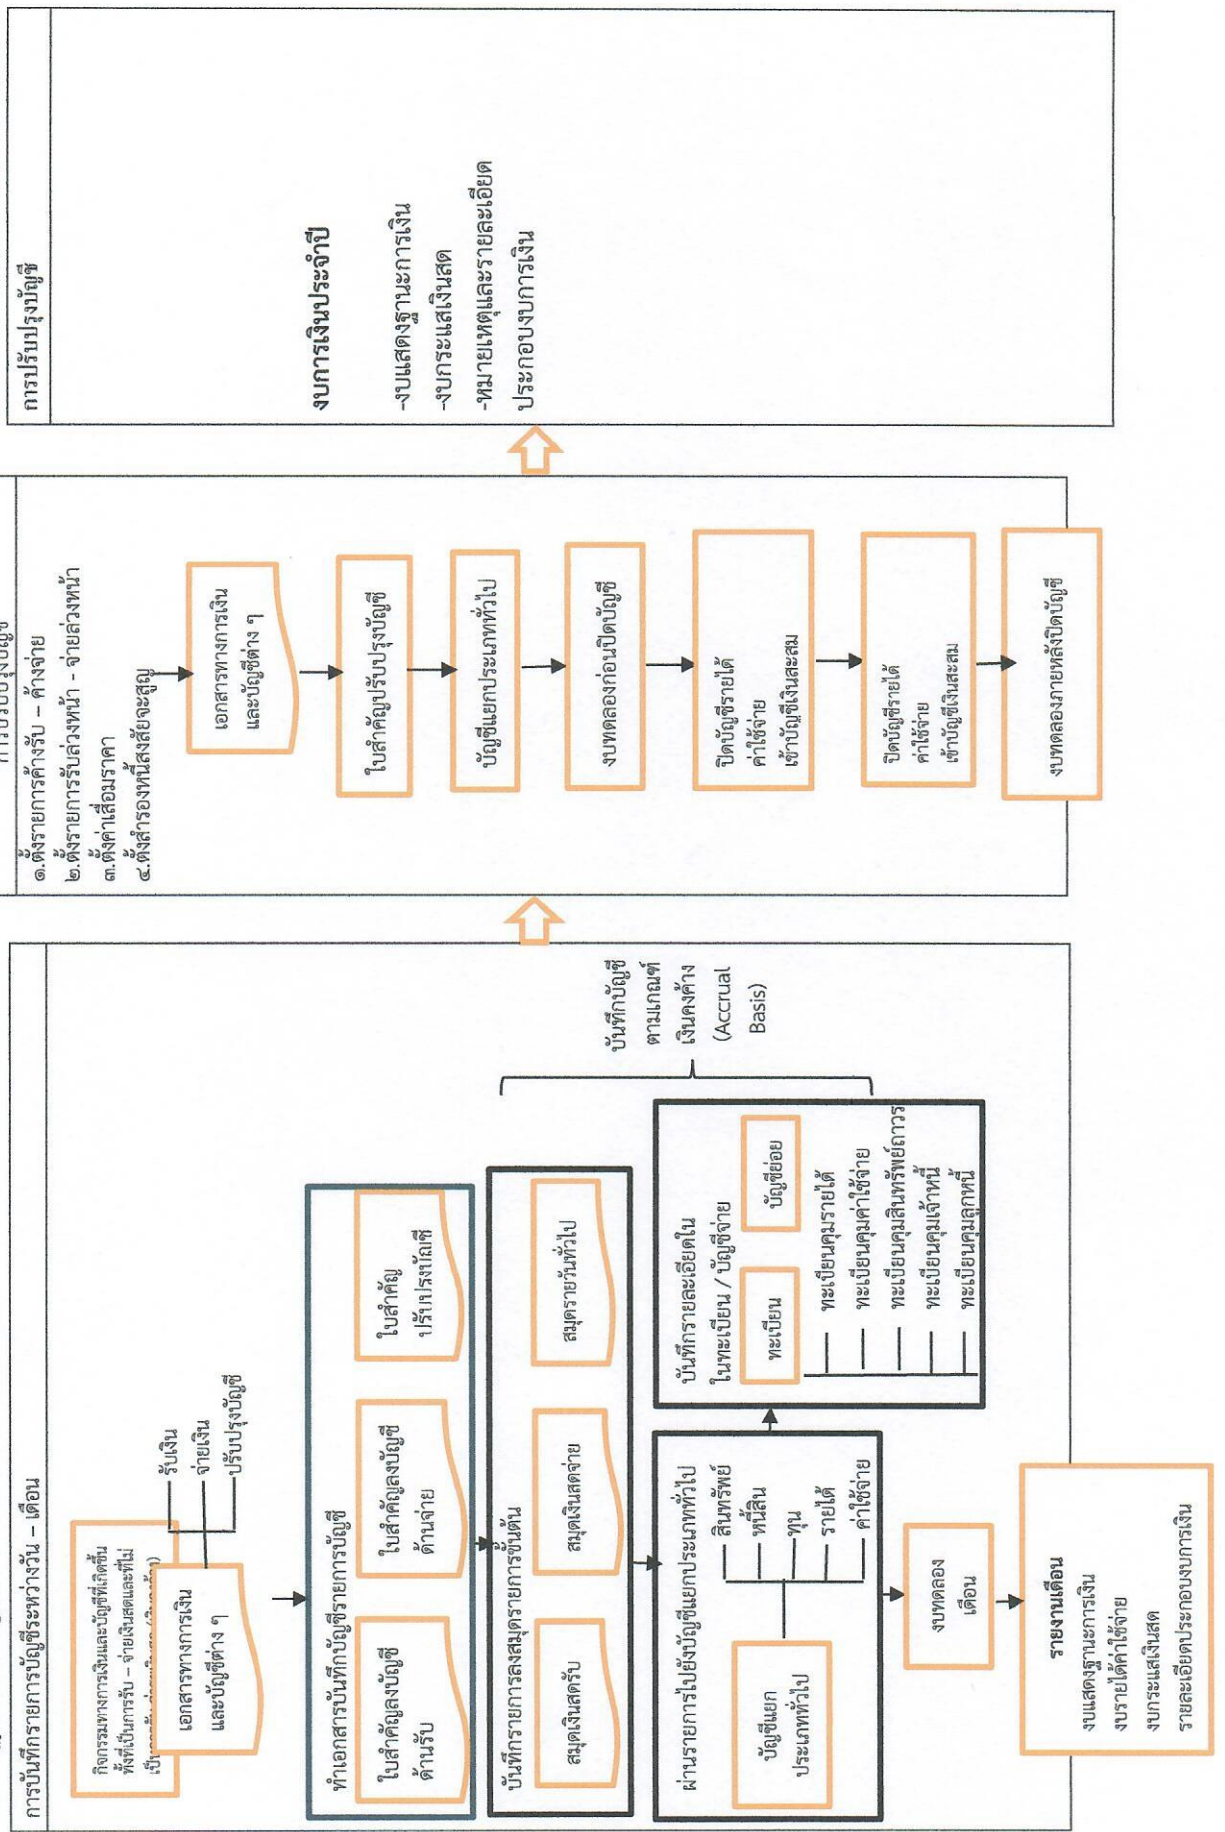 การบันทึกรายการบัญชีระหว่างวัน – เดือน
กิจกรรมทางการเงินและบัญชีที่เกิดขึ้น
ทั้งที่เป็นการรับ – จ่ายเงินสดและที่ไม่
เอกสารทางการเงิน
และบัญชีต่าง ๆ
รับเงิน
จ่ายเงิน
ปรับปรุงบัญชี
ทำเอกสารบันทึกบัญชีรายการบัญชี
ใบสำคัญลงบัญชี
ด้านรับ
ใบสำคัญลงบัญชี
ด้านจ่าย
ใบสำคัญ
ปรับปรุงบัญชี
บันทึกรายการลงสมุดรายการขั้นต้น
สมุดเงินสดรับ
สมุดเงินสดจ่าย
สมุดรายวันทั่วไป
ผ่านรายการไปยังบัญชีแยกประเภททั่วไป
บัญชีแยก
ประเภททั่วไป
สินทรัพย์
หนี้สิน
ทุน
รายได้
ค่าใช้จ่าย
บันทึกรายละเอียดใน
ในทะเบียน / บัญชีจ่าย
ทะเบียน
บัญชีย่อย
ทะเบียนคุมรายได้
ทะเบียนคุมค่าใช้จ่าย
ทะเบียนคุมสินทรัพย์ถาวร
ทะเบียนคุมเจ้าหนี้
ทะเบียนคุมลูกหนี้
บันทึกบัญชี
ตามเกณฑ์
เงินคงค้าง
(Accrual
Basis)
งบทดลอง
เดือน
รายงานเดือน
งบแสดงฐานะการเงิน
งบรายได้ค่าใช้จ่าย
งบกระแสเงินสด
รายละเอียดประกอบงบการเงิน
การปรับปรุงบัญชี
๑.ตั้งรายการค้างรับ – ค้างจ่าย
๒.ตั้งรายการรับล่วงหน้า - จ่ายล่วงหน้า
๓.ตั้งค่าเสื่อมราคา
๔.ตั้งสำรองหนี้สงสัยจะสูญ
เอกสารทางการเงิน
และบัญชีต่าง ๆ
ใบสำคัญปรับปรุงบัญชี
บัญชีแยกประเภททั่วไป
งบทดลองก่อนปิดบัญชี
ปิดบัญชีรายได้
ค่าใช้จ่าย
เข้าบัญชีเงินสะสม
ปิดบัญชีรายได้
ค่าใช้จ่าย
เข้าบัญชีเงินสะสม
งบทดลองภายหลังปิดบัญชี
การปรับปรุงบัญชี
งบการเงินประจำปี
-งบแสดงฐานะการเงิน
-งบกระแสเงินสด
-หมายเหตุและรายละเอียด
ประกอบงบการเงิน